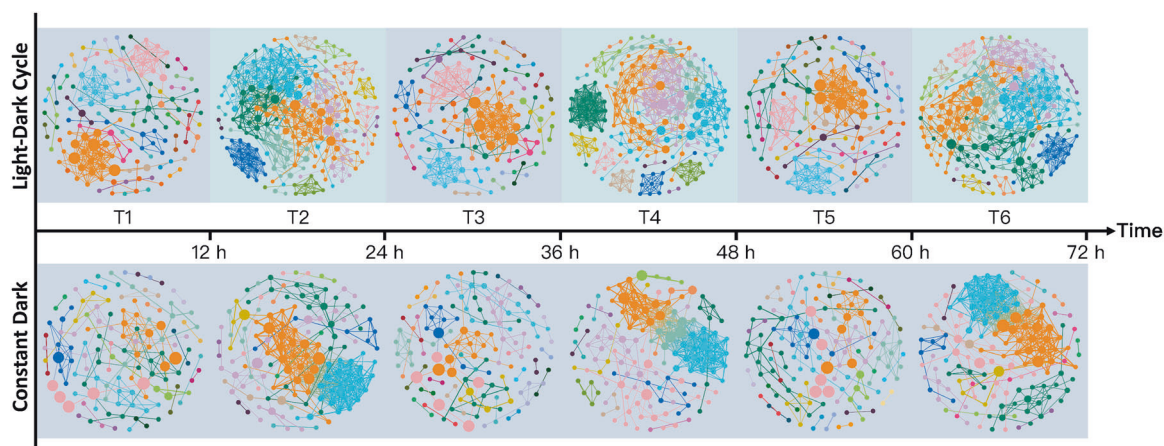 Light-Dark Cycle
T1 T2 T3 T4 T5 T6
Time
12 h 24 h 36 h 48 h 60 h 72 h
Constant Dark